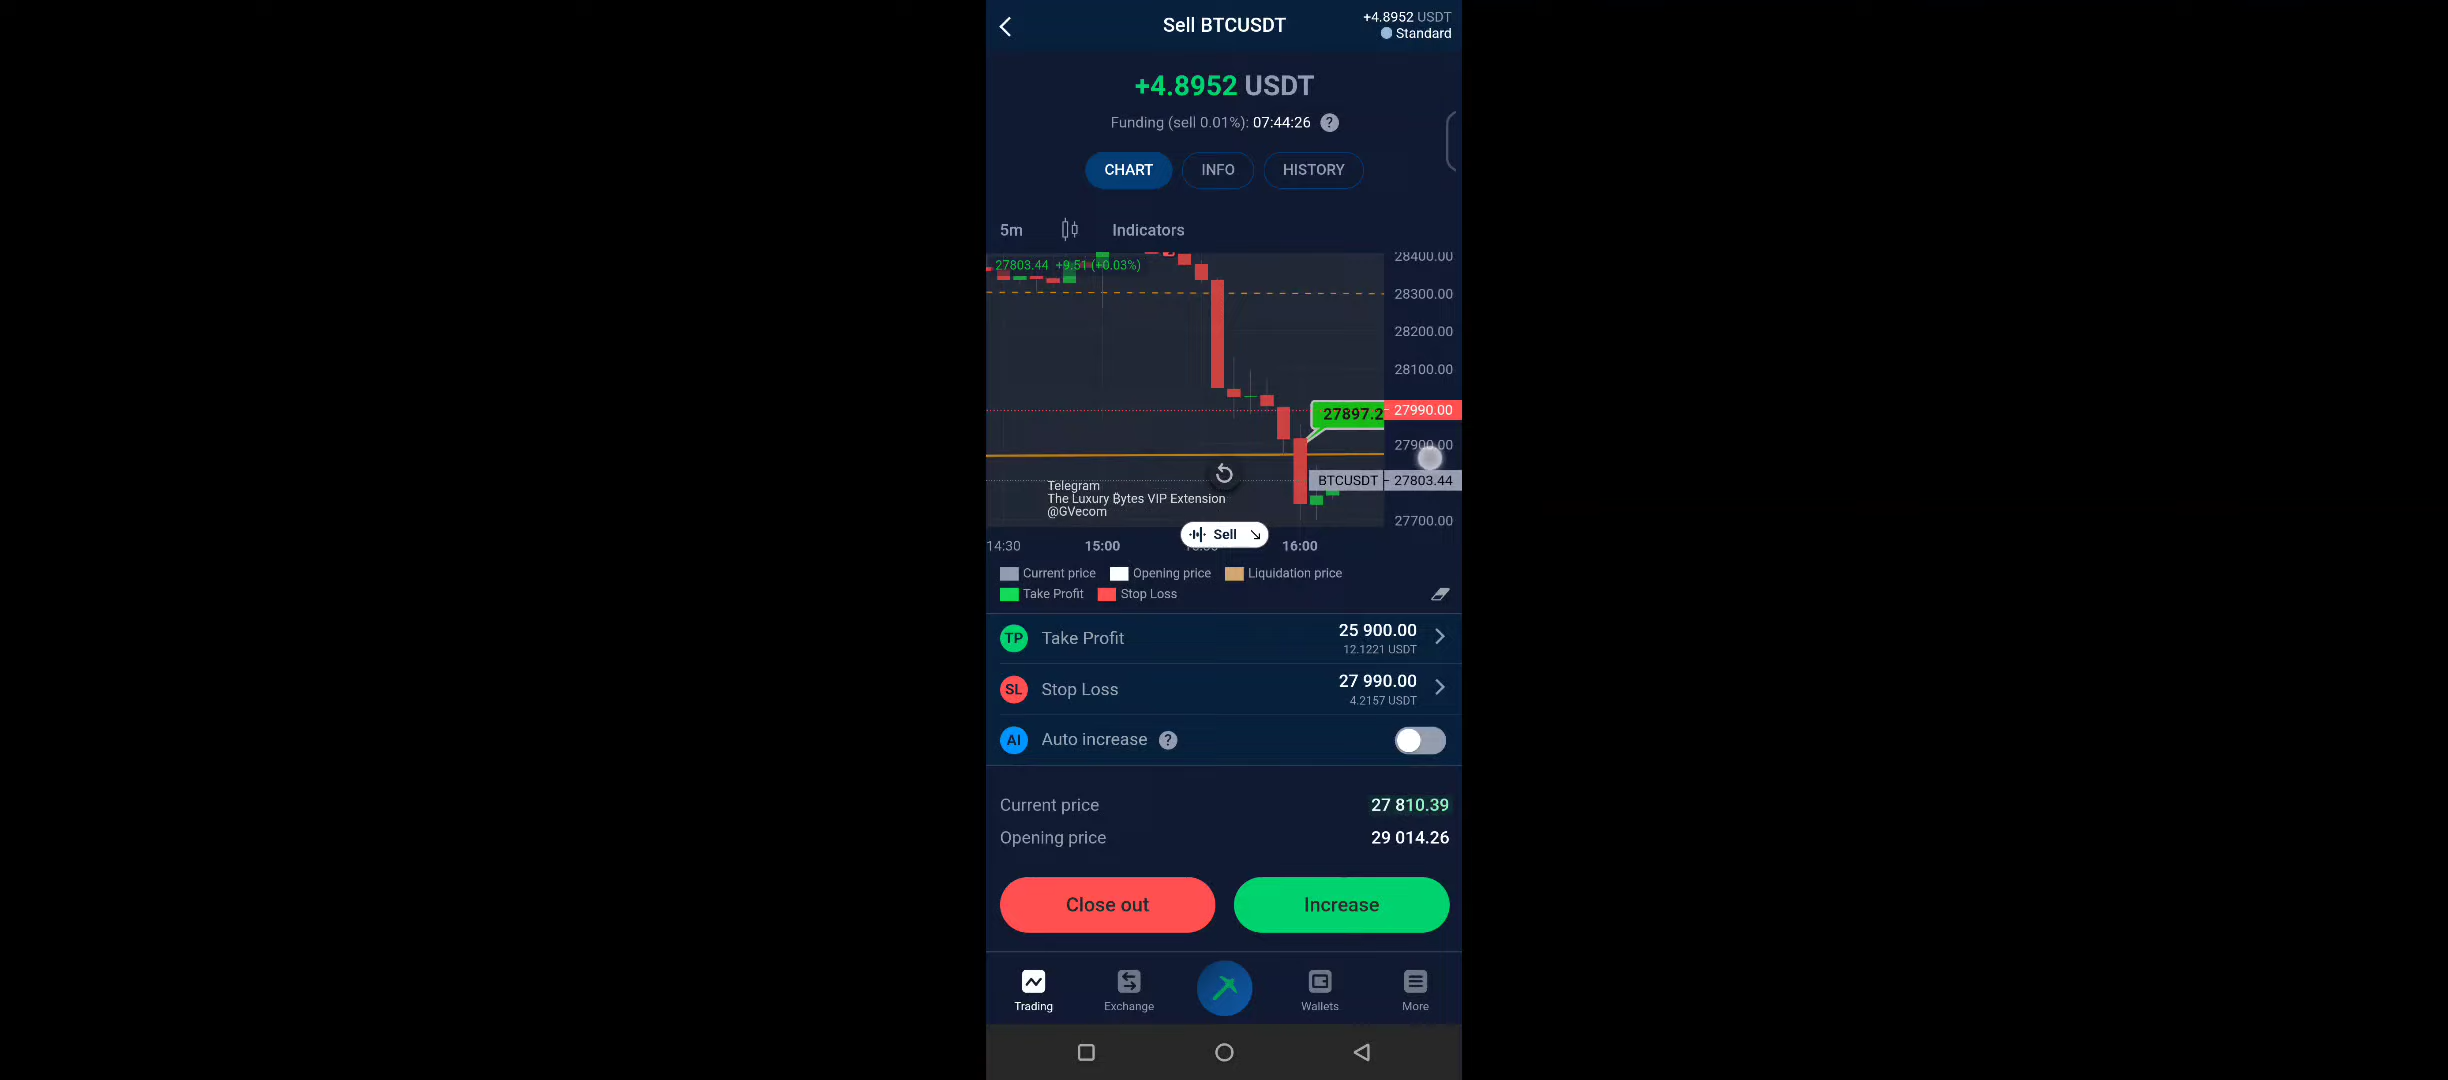 Sell BTCUSDT
+4.8952 USDT
Standard
+4.8952 USDT
Funding (sell 0.01%): 07:44:26 ?
CHART INFO HISTORY
5m Indicators
27803.44 +9.51 (+0.03%)
28400.00
28300.00
28200.00
28100.00
27897.2
27990.00
27900.00
BTCUSDT 27803.44
Telegram
The Luxury Bytes VIP Extension
@GVecom
27700.00
Sell
14:30 15:00 16:00
Current price Opening price Liquidation price
Take Profit Stop Loss
TP Take Profit 25 900.00
12.1221 USDT
SL Stop Loss 27 990.00
4.2157 USDT
AI Auto increase ?
Current price 27 810.39
Opening price 29 014.26
Close out Increase
Trading Exchange Wallets More